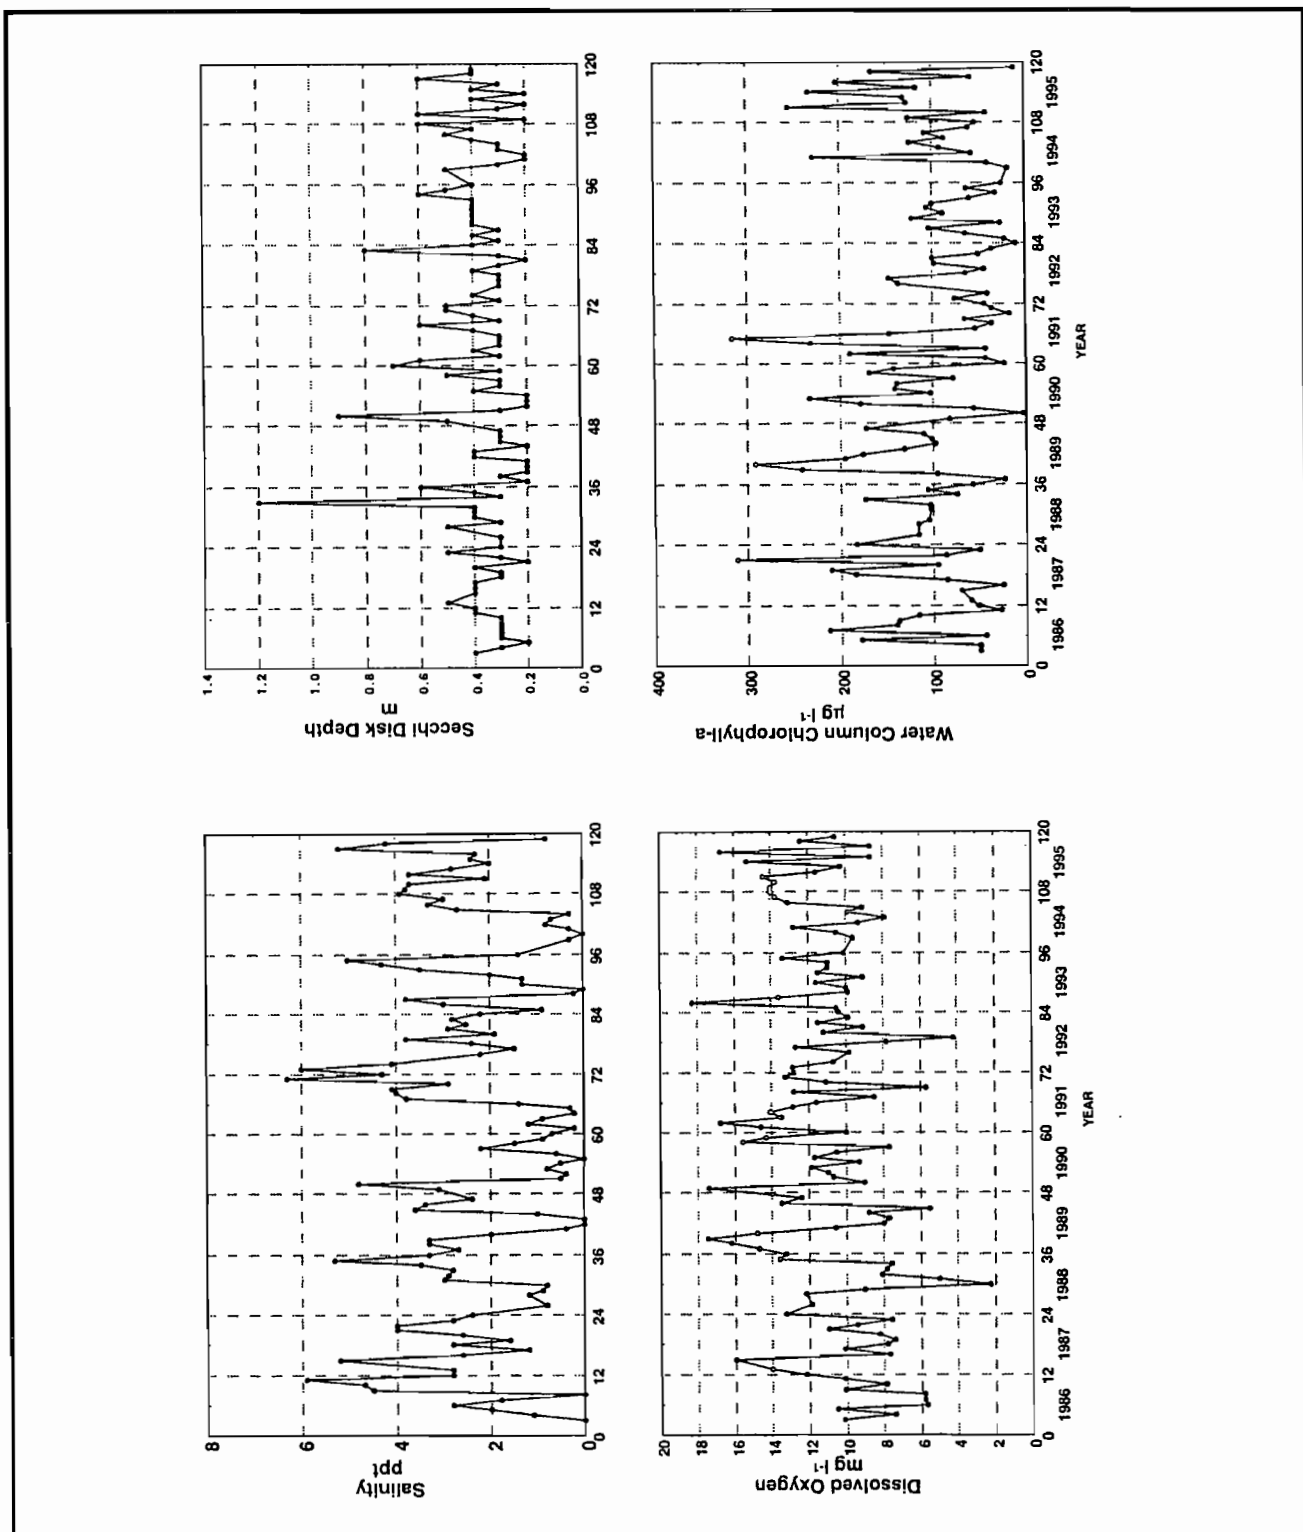 Salinity
ppt
8
6
4
2
0
0 12 24 36 48 60 72 84 96 108 120
Secchi Disk Depth
m
1.4
1.2
1.0
0.8
0.6
0.4
0.2
0.0
0 12 24 36 48 60 72 84 96 108 120
Dissolved Oxygen
mg l-1
20
18
16
14
12
10
8
6
4
2
0
0 12 24 36 48 60 72 84 96 108 120
1986 1987 1988 1989 1990 1991 1992 1993 1994 1995
YEAR
Water Column Chlorophyll-a
µg l-1
400
300
200
100
0
0 12 24 36 48 60 72 84 96 108 120
1986 1987 1988 1989 1990 1991 1992 1993 1994 1995
YEAR